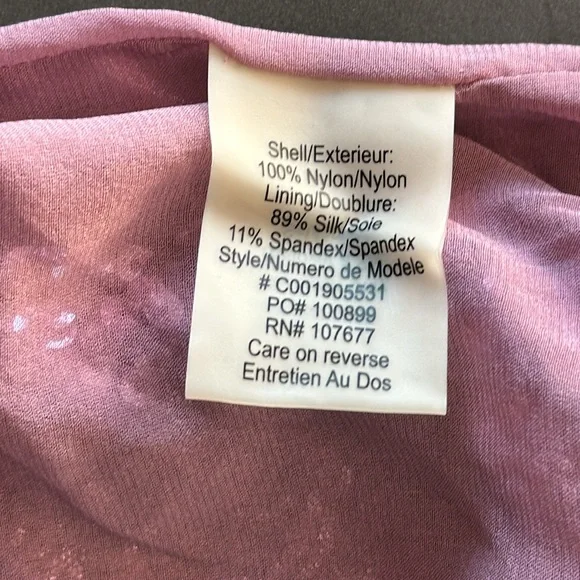 Shell/Exterieur:
100% Nylon/Nylon
Lining/Doublure:
89% Silk/Soie
11% Spandex/Spandex
Style/Numero de Modele
# C001905531
PO# 100899
RN# 107677
Care on reverse
Entretien Au Dos